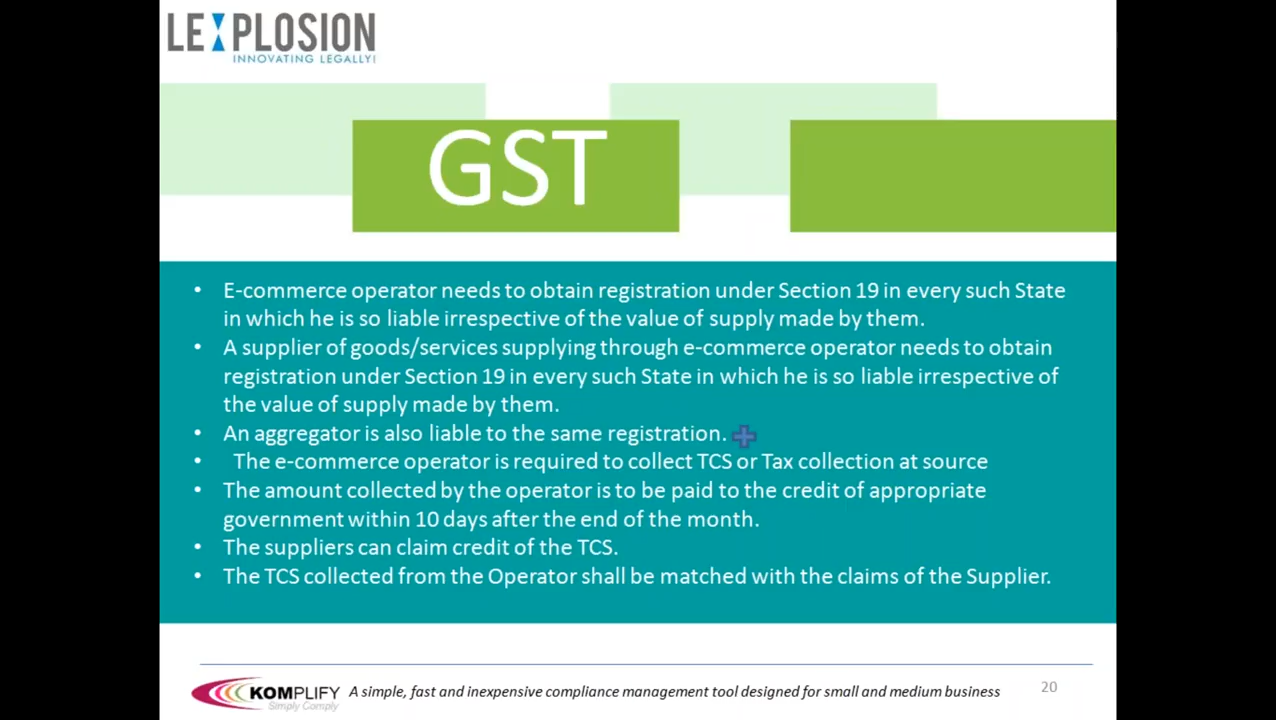 LEXPLOSION
INNOVATING LEGALLY!
GST
• E-commerce operator needs to obtain registration under Section 19 in every such State
in which he is so liable irrespective of the value of supply made by them.
• A supplier of goods/services supplying through e-commerce operator needs to obtain
registration under Section 19 in every such State in which he is so liable irrespective of
the value of supply made by them.
• An aggregator is also liable to the same registration.
• The e-commerce operator is required to collect TCS or Tax collection at source
• The amount collected by the operator is to be paid to the credit of appropriate
government within 10 days after the end of the month.
• The suppliers can claim credit of the TCS.
• The TCS collected from the Operator shall be matched with the claims of the Supplier.
KOMPLIFY
Simply Comply
A simple, fast and inexpensive compliance management tool designed for small and medium business
20